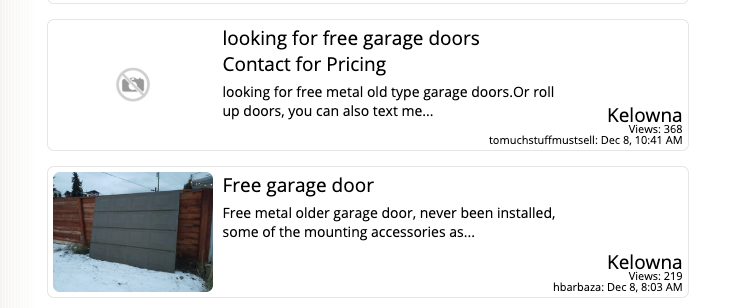 looking for free garage doors
Contact for Pricing
looking for free metal old type garage doors.Or roll
up doors, you can also text me...
Kelowna
Views: 368
tomuchstuffmustsell: Dec 8, 10:41 AM
Free garage door
Free metal older garage door, never been installed,
some of the mounting accessories as...
Kelowna
Views: 219
hbarbaza: Dec 8, 8:03 AM